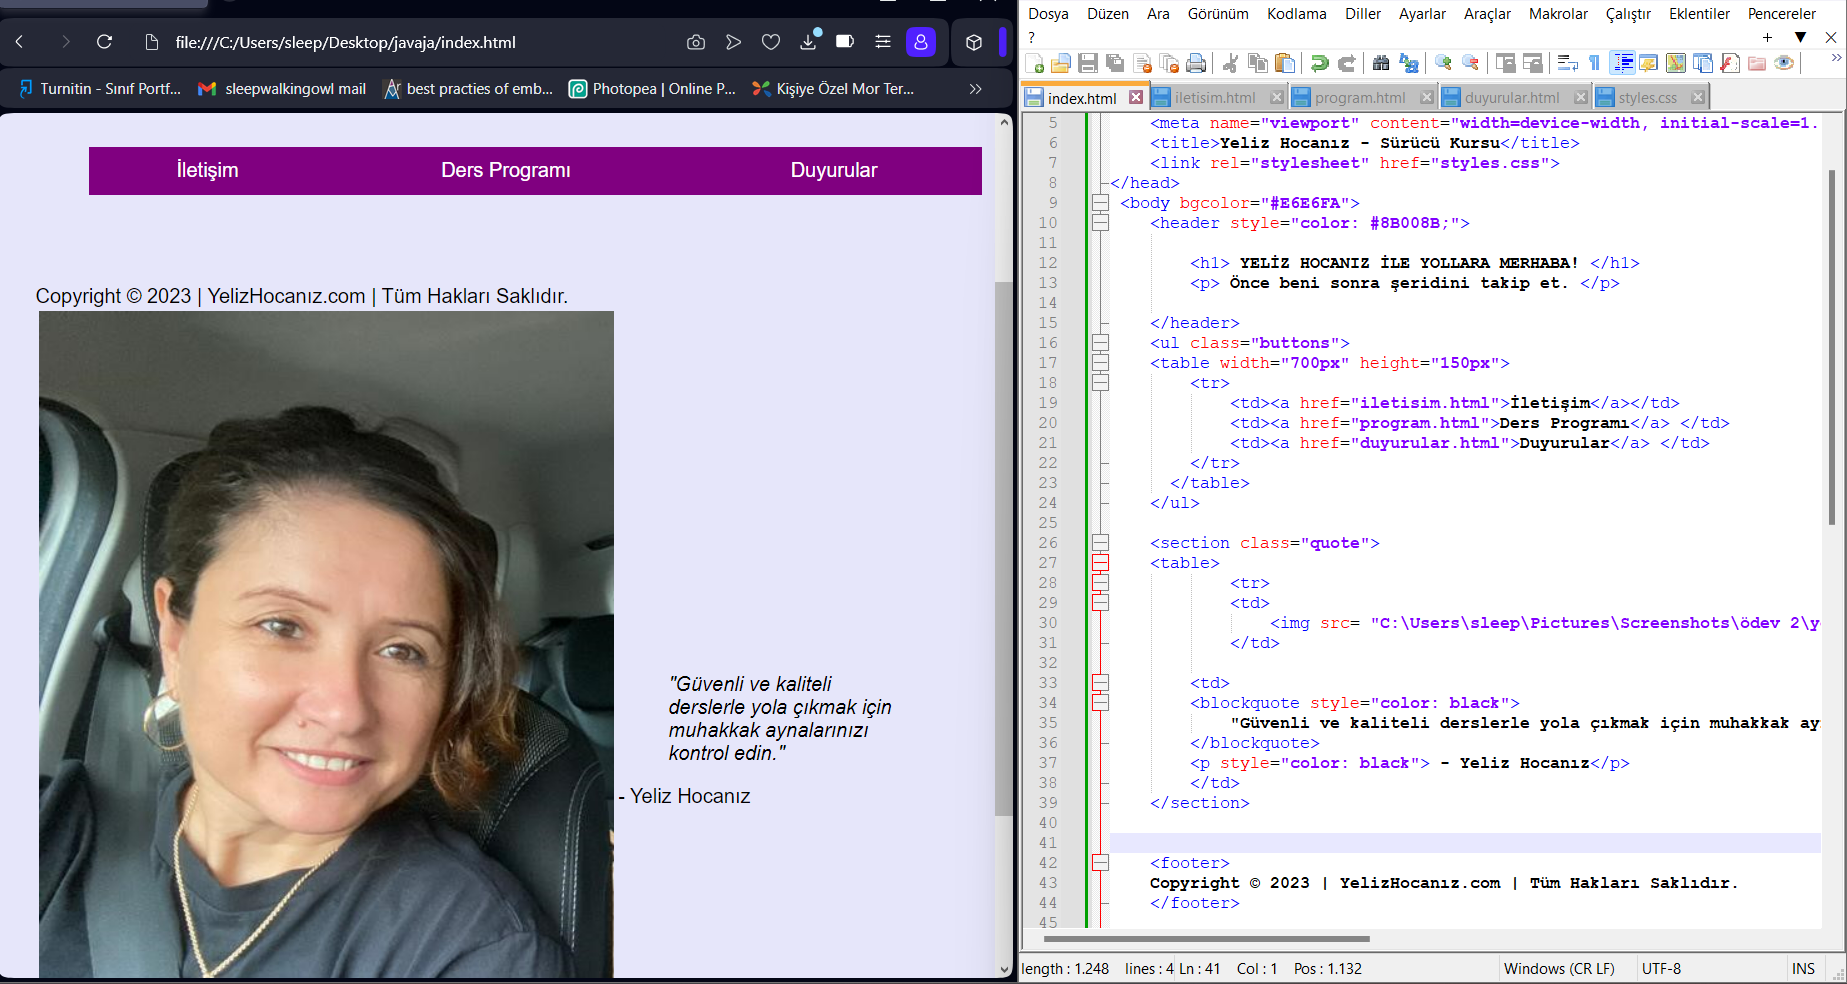 file:///C:/Users/sleep/Desktop/javaja/index.html
Turnitin - Sınıf Portf...
sleepwalkingowl mail
best practies of emb...
Photopea | Online P...
Kişiye Özel Mor Ter...
İletişim
Ders Programı
Duyurular
Copyright © 2023 | YelizHocanız.com | Tüm Hakları Saklıdır.
"Güvenli ve kaliteli
derslerle yola çıkmak için
muhakkak aynalarınızı
kontrol edin."
- Yeliz Hocanız
Dosya Düzen Ara Görünüm Kodlama Diller Ayarlar Araçlar Makrolar Çalıştır Eklentiler Pencereler
?
index.html iletisim.html program.html duyurular.html styles.css
5 <meta name="viewport" content="width=device-width, initial-scale=1.
6 <title>Yeliz Hocanız - Sürücü Kursu</title>
7 <link rel="stylesheet" href="styles.css">
8 </head>
9 <body bgcolor="#E6E6FA">
10 <header style="color: #8B008B;">
11
12 <h1> YELİZ HOCANIZ İLE YOLLARA MERHABA! </h1>
13 <p> Önce beni sonra şeridini takip et. </p>
14
15 </header>
16 <ul class="buttons">
17 <table width="700px" height="150px">
18 <tr>
19 <td><a href="iletisim.html">İletişim</a></td>
20 <td><a href="program.html">Ders Programı</a> </td>
21 <td><a href="duyurular.html">Duyurular</a> </td>
22 </tr>
23 </table>
24 </ul>
25
26 <section class="quote">
27 <table>
28 <tr>
29 <td>
30 <img src= "C:\Users\sleep\Pictures\Screenshots\ödev 2\y
31 </td>
32
33 <td>
34 <blockquote style="color: black">
35 "Güvenli ve kaliteli derslerle yola çıkmak için muhakkak ay
36 </blockquote>
37 <p style="color: black"> - Yeliz Hocanız</p>
38 </td>
39 </section>
40
41
42 <footer>
43 Copyright © 2023 | YelizHocanız.com | Tüm Hakları Saklıdır.
44 </footer>
45
length : 1.248 lines : 4 Ln : 41 Col : 1 Pos : 1.132 Windows (CR LF) UTF-8 INS